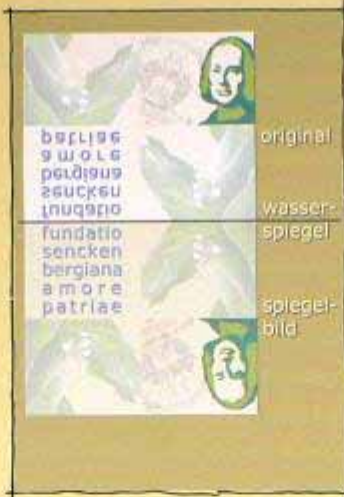 patriae
amore
bergiana
sencken
fundatio
original
wasser-
spiegel
fundatio
sencken
bergiana
amore
patriae
spiegel-
bild